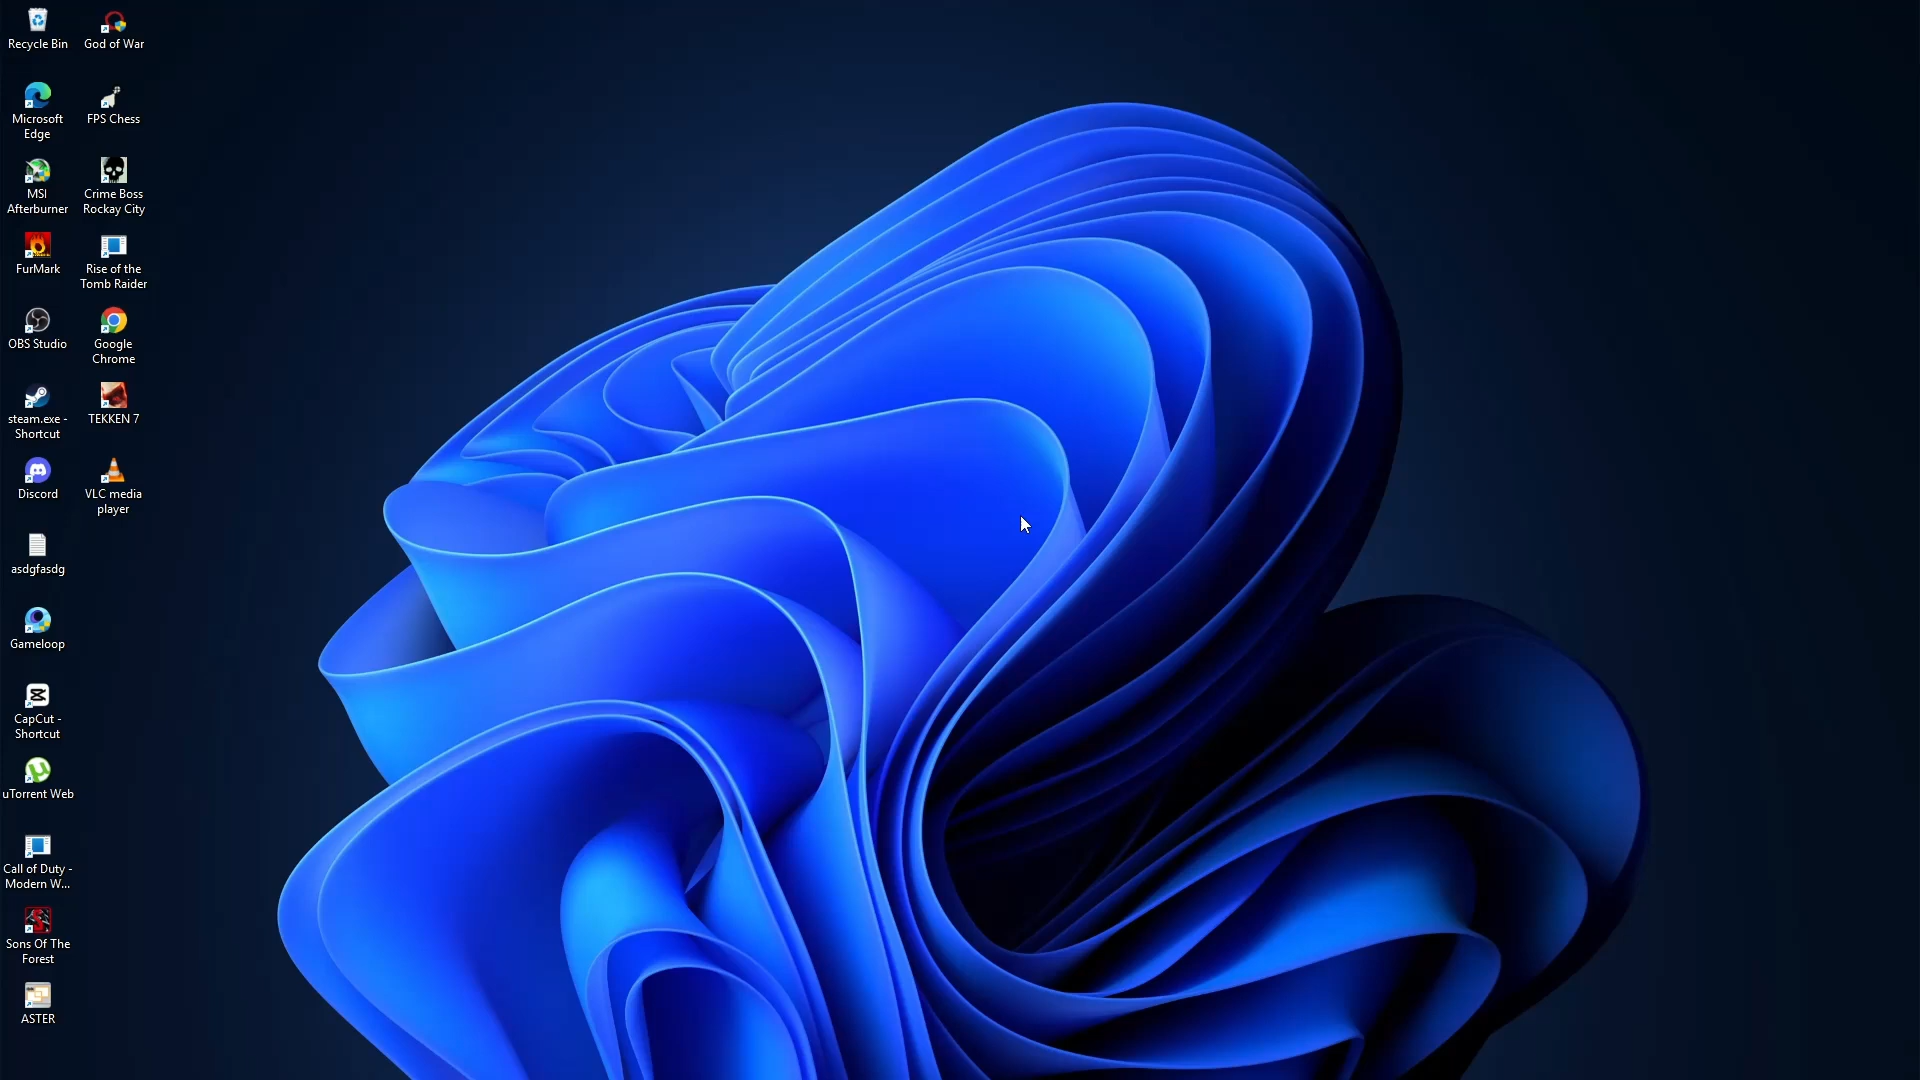 Recycle Bin
God of War
Microsoft
Edge
FPS Chess
MSI
Afterburner
Crime Boss
Rockay City
FurMark
Rise of the
Tomb Raider
OBS Studio
Google
Chrome
steam.exe -
Shortcut
TEKKEN 7
Discord
VLC media
player
asdgfasdg
Gameloop
CapCut -
Shortcut
uTorrent Web
Call of Duty -
Modern W...
Sons Of The
Forest
ASTER